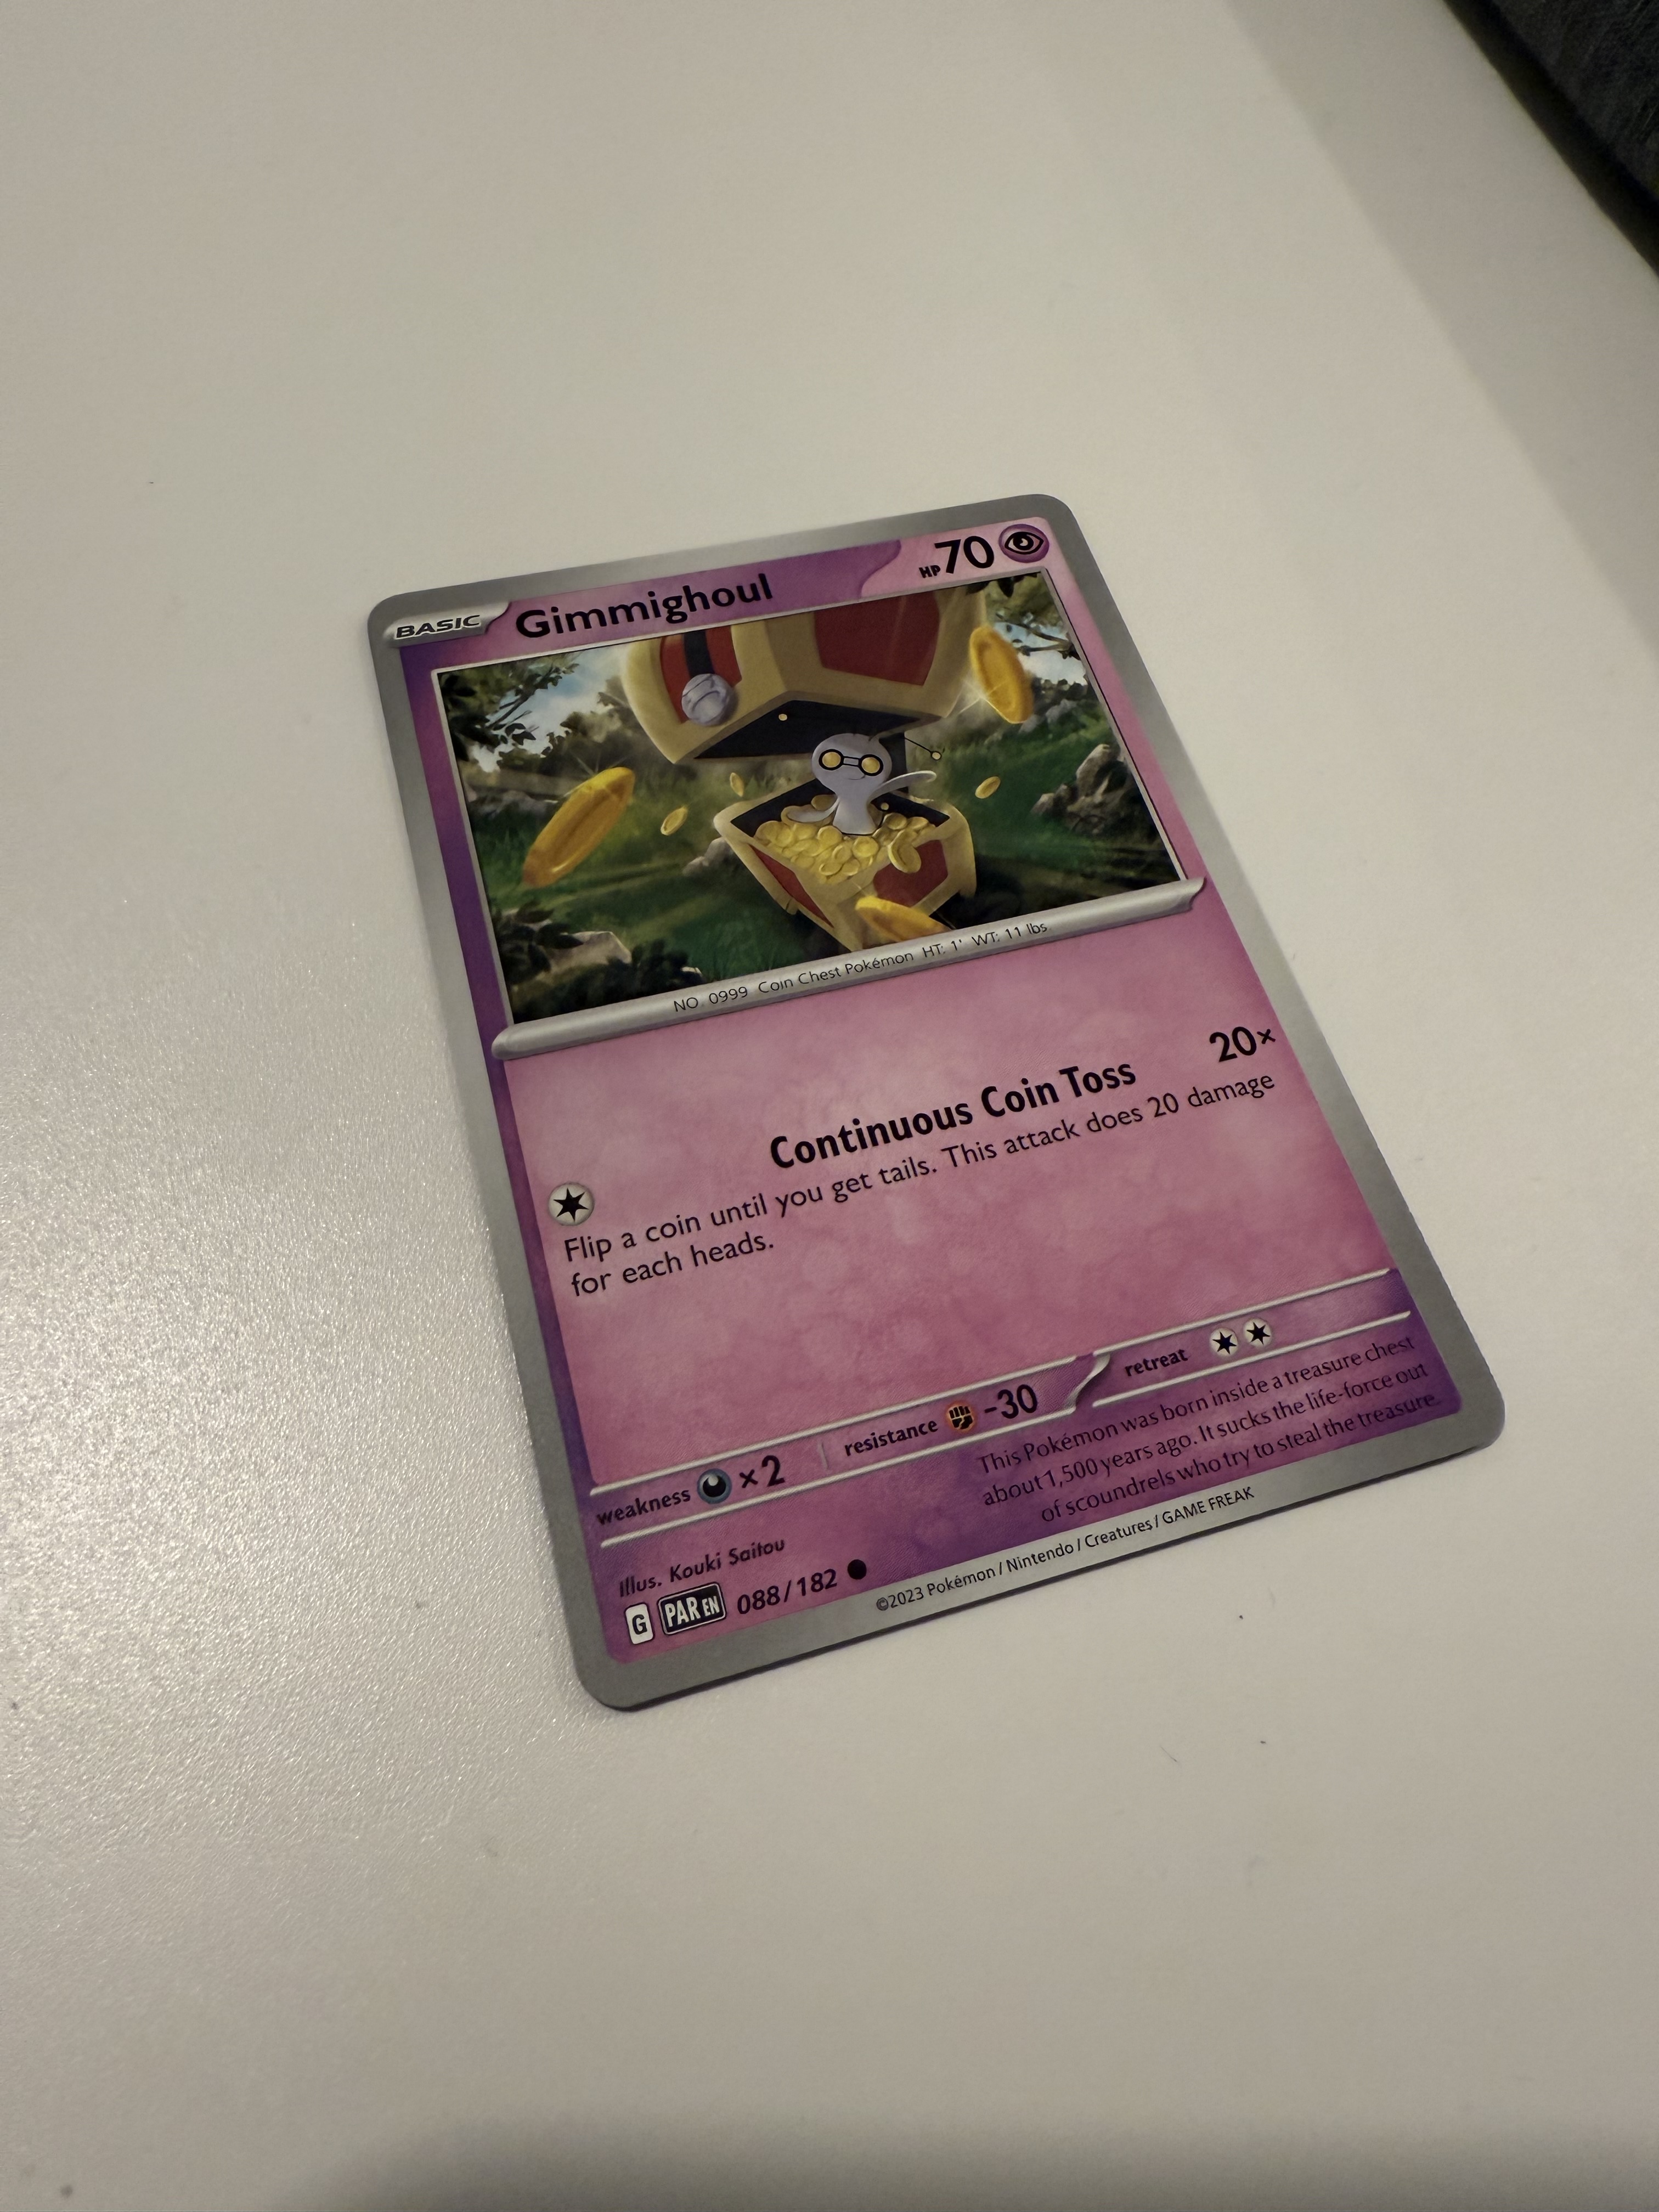 BASIC Gimmighoul HP 70
NO. 0999 Coin Chest Pokémon HT: 1' WT: 11 lbs.
Continuous Coin Toss 20×
Flip a coin until you get tails. This attack does 20 damage
for each heads.
weakness ×2 resistance -30 retreat
Illus. Kouki Saitou
G PAR EN 088/182
This Pokémon was born inside a treasure chest
about 1,500 years ago. It sucks the life-force out
of scoundrels who try to steal the treasure.
©2023 Pokémon / Nintendo / Creatures / GAME FREAK